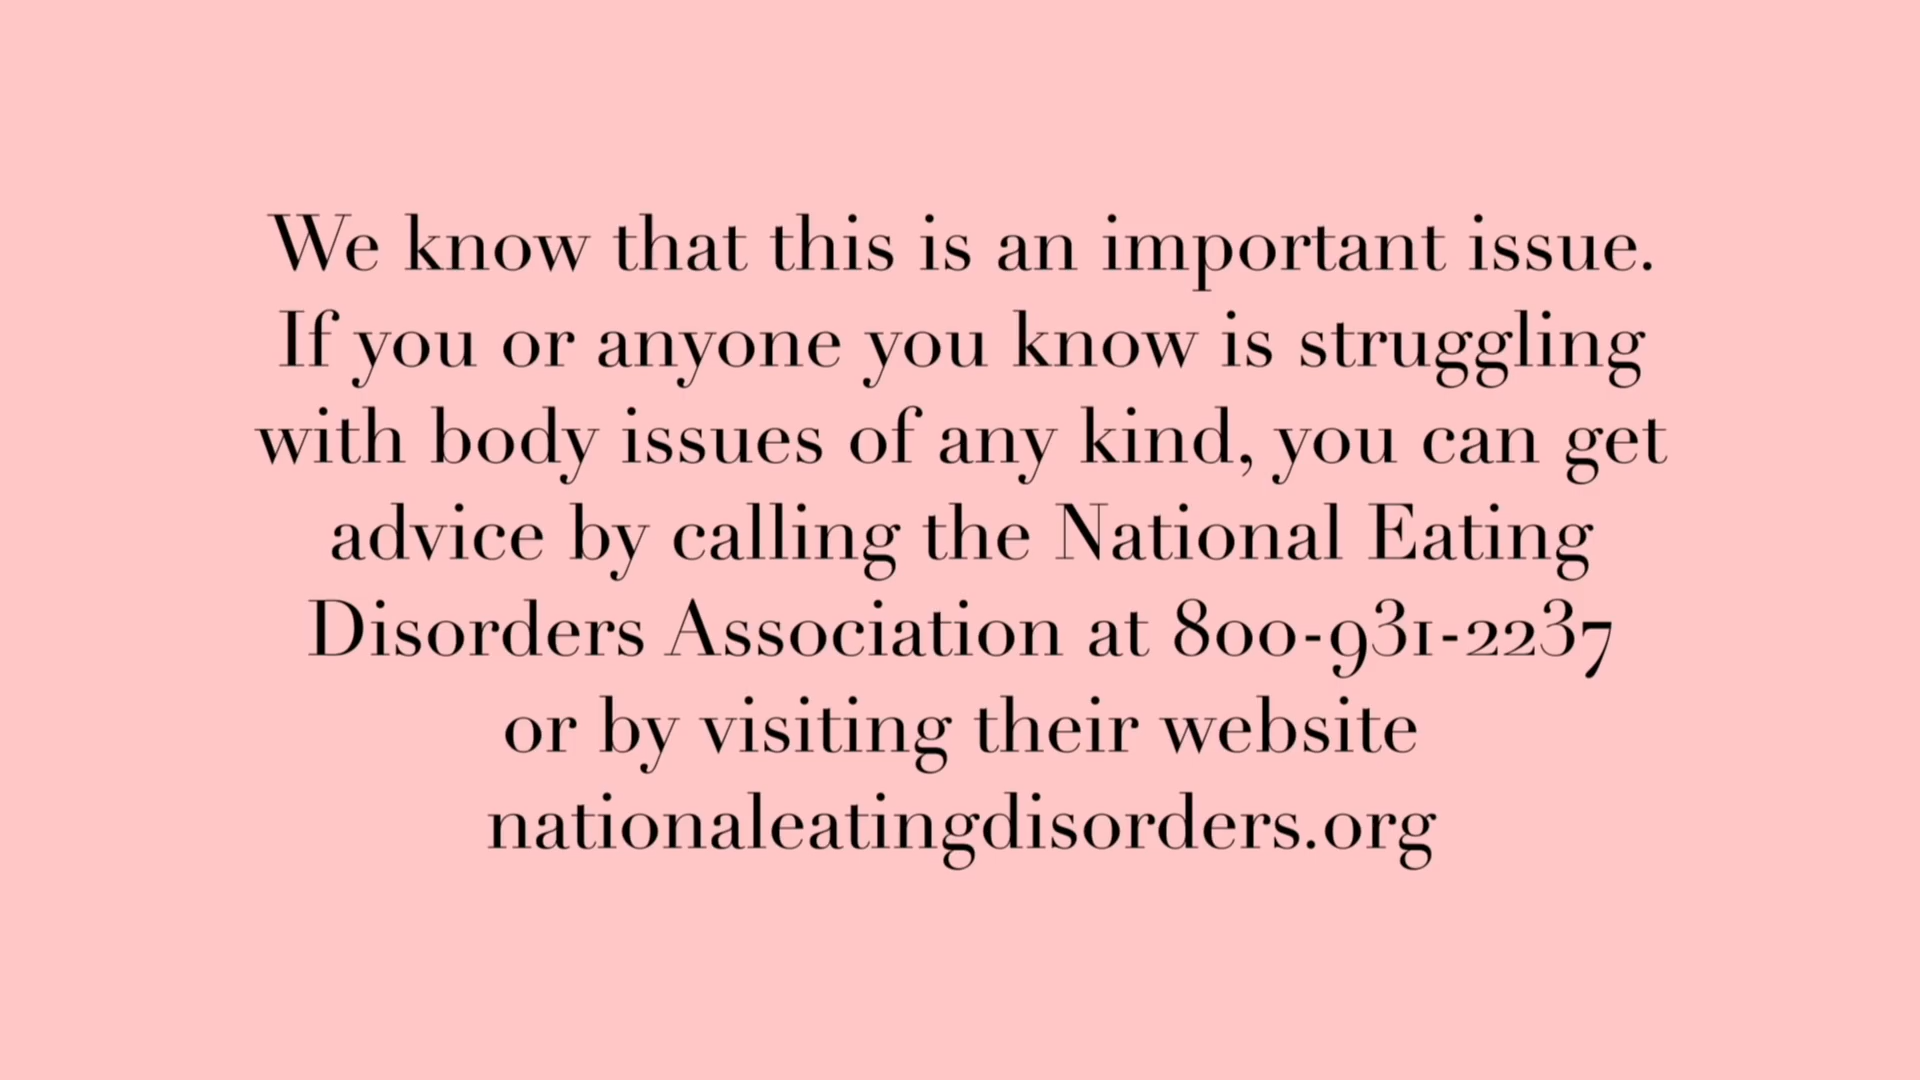 We know that this is an important issue.
If you or anyone you know is struggling
with body issues of any kind, you can get
advice by calling the National Eating
Disorders Association at 800-931-2237
or by visiting their website
nationaleatingdisorders.org